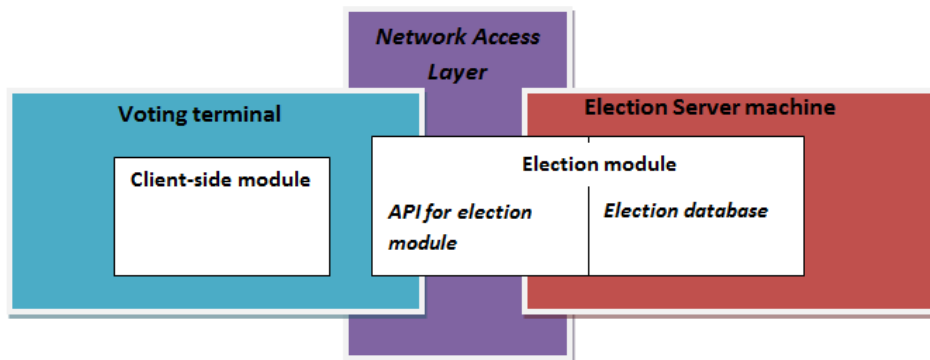 Network Access
Layer
Voting terminal
Election Server machine
Client-side module
Election module
API for election
module
Election database